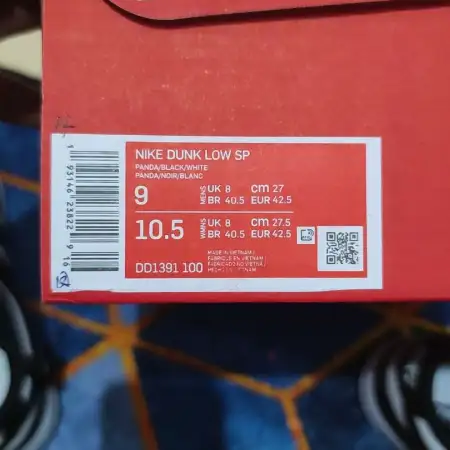 NIKE DUNK LOW SP
PANDA/BLACK/WHITE
PANDA/NOIR/BLANC
9 MENS UK 8 CM 27
BR 40.5 EUR 42.5
10.5 WMNS UK 8 CM 27.5
BR 40.5 EUR 42.5
DD1391 100
MADE IN VIETNAM /
FABRIQUÉ EN VIETNAM /